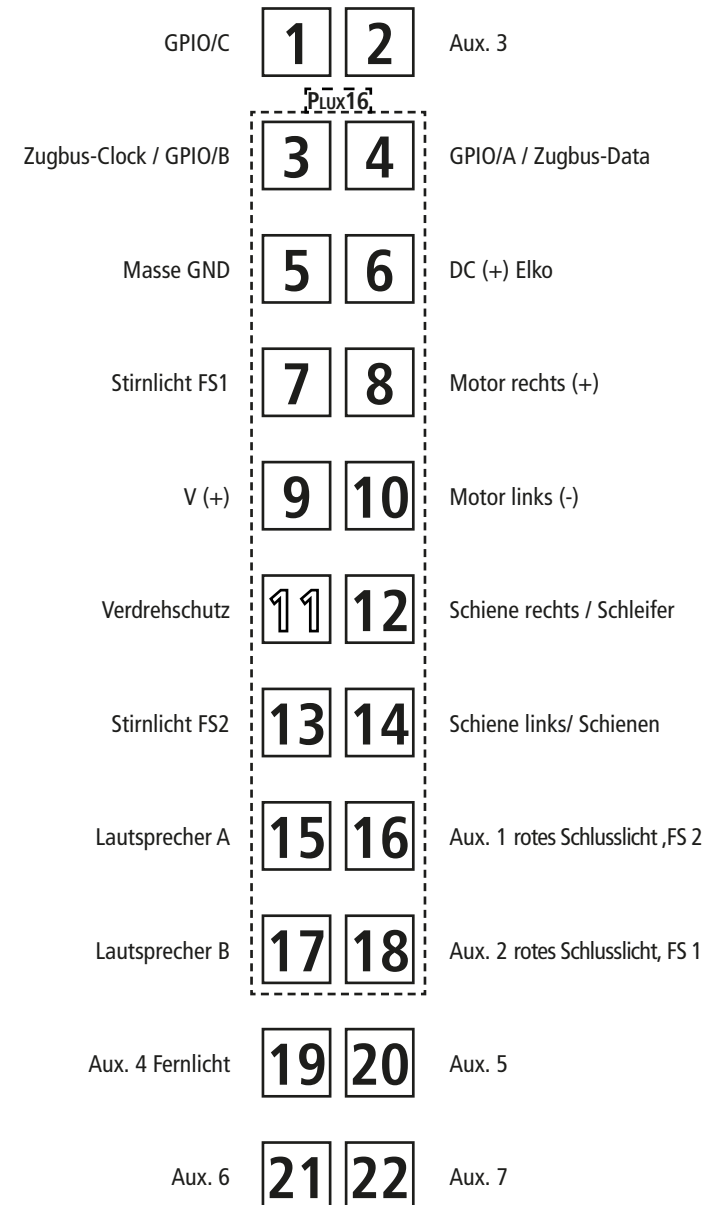 GPIO/C 1 2 Aux. 3
PLUX16
Zugbus-Clock / GPIO/B 3 4 GPIO/A / Zugbus-Data
Masse GND 5 6 DC (+) Elko
Stirnlicht FS1 7 8 Motor rechts (+)
V (+) 9 10 Motor links (-)
Verdrehschutz 11 12 Schiene rechts / Schleifer
Stirnlicht FS2 13 14 Schiene links/ Schienen
Lautsprecher A 15 16 Aux. 1 rotes Schlusslicht ,FS 2
Lautsprecher B 17 18 Aux. 2 rotes Schlusslicht, FS 1
Aux. 4 Fernlicht 19 20 Aux. 5
Aux. 6 21 22 Aux. 7